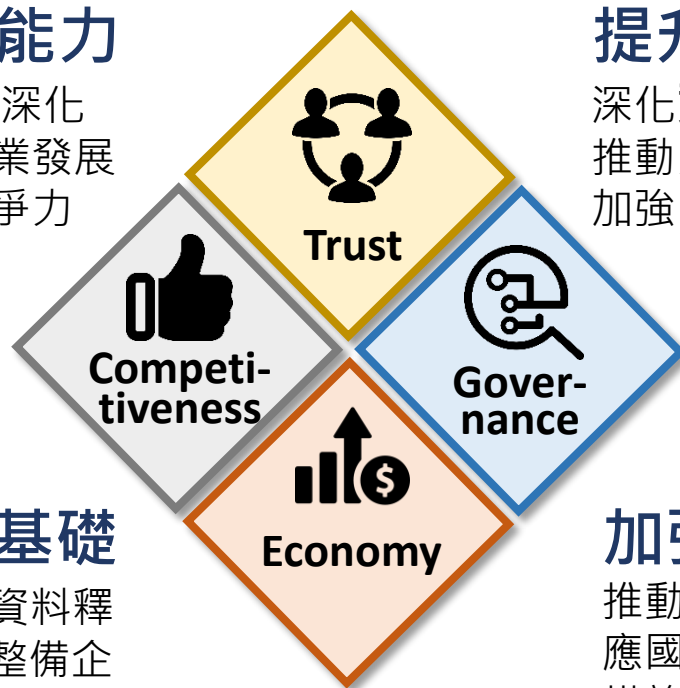 能力
深化
業發展
爭力
提升
深化
推動
加強
Trust
Competi-
tiveness
Gover-
nance
Economy
基礎
資料釋
整備企
加強
推動
應國